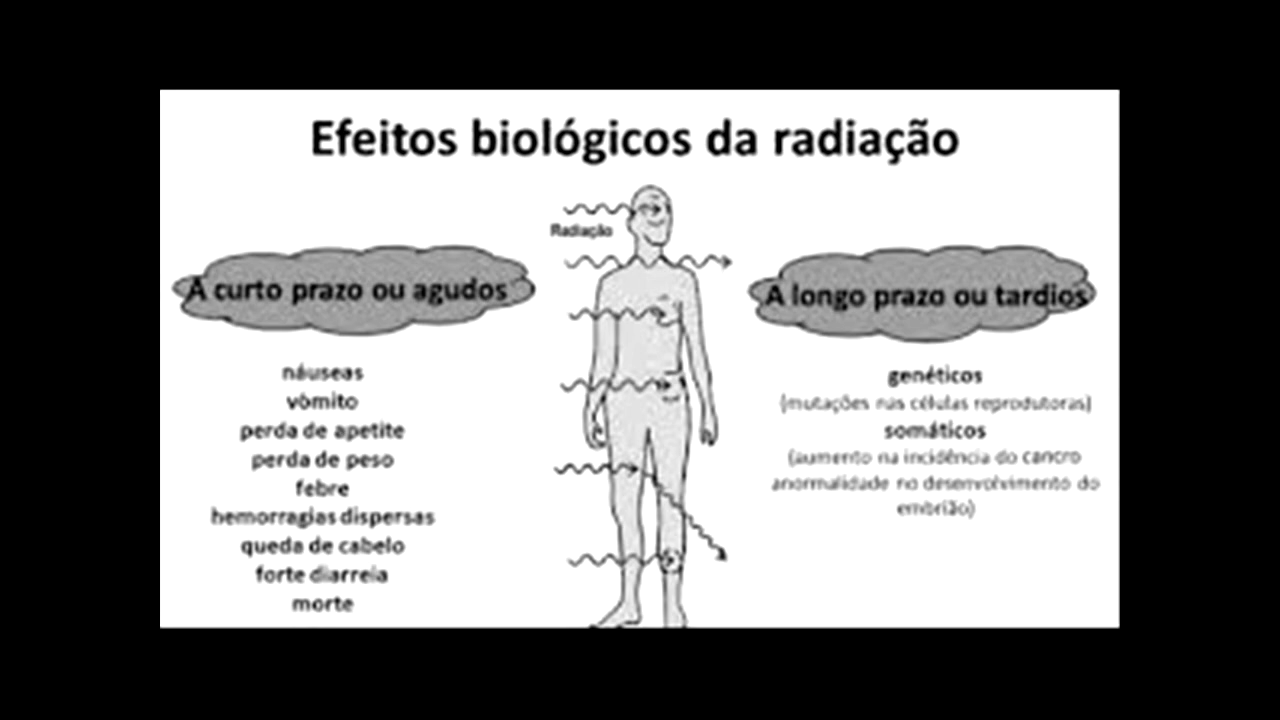 Efeitos biológicos da radiação
Radiação
A curto prazo ou agudos
náuseas
vômito
perda de apetite
perda de peso
febre
hemorragias dispersas
queda de cabelo
forte diarreia
morte
A longo prazo ou tardios
genéticos
(mutações nas células reprodutoras)
somáticos
(aumento na incidência do cancro
anormalidade no desenvolvimento do
embrião)